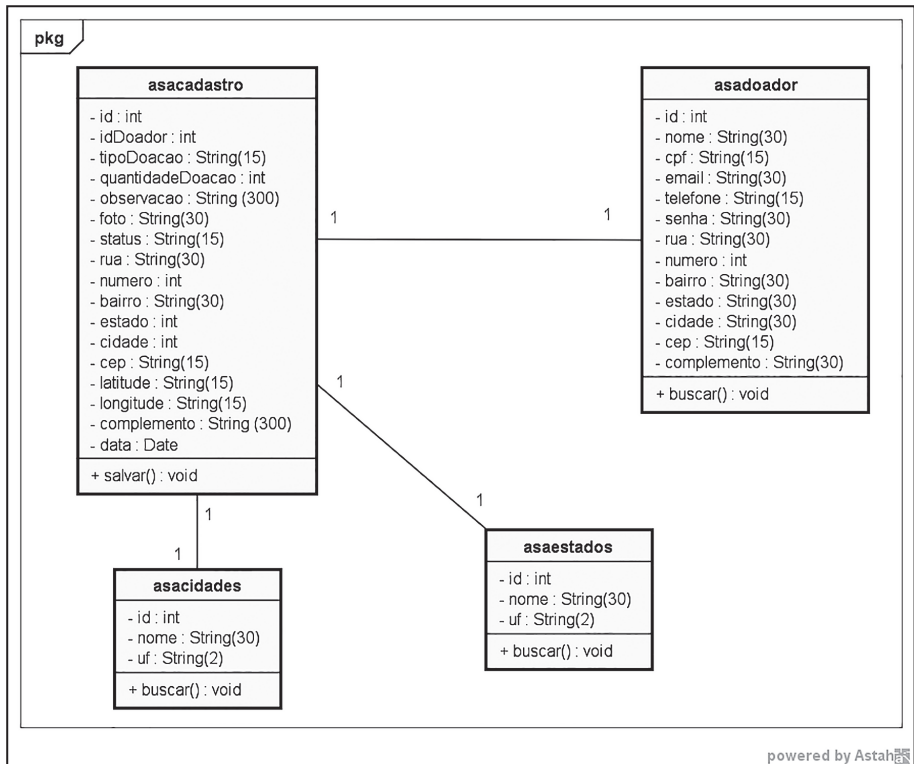 pkg
asacadastro
- id : int
- idDoador : int
- tipoDoacao : String(15)
- quantidadeDoacao : int
- observacao : String (300)
- foto : String(30)
- status : String(15)
- rua : String(30)
- numero : int
- bairro : String(30)
- estado : int
- cidade : int
- cep : String(15)
- latitude : String(15)
- longitude : String(15)
- complemento : String (300)
- data : Date
+ salvar() : void
asadoador
- id : int
- nome : String(30)
- cpf : String(15)
- email : String(30)
- telefone : String(15)
- senha : String(30)
- rua : String(30)
- numero : int
- bairro : String(30)
- estado : String(30)
- cidade : String(30)
- cep : String(15)
- complemento : String(30)
+ buscar() : void
1
1
1
1
1
1
asaestados
- id : int
- nome : String(30)
- uf : String(2)
+ buscar() : void
asacidades
- id : int
- nome : String(30)
- uf : String(2)
+ buscar() : void
powered by Astah